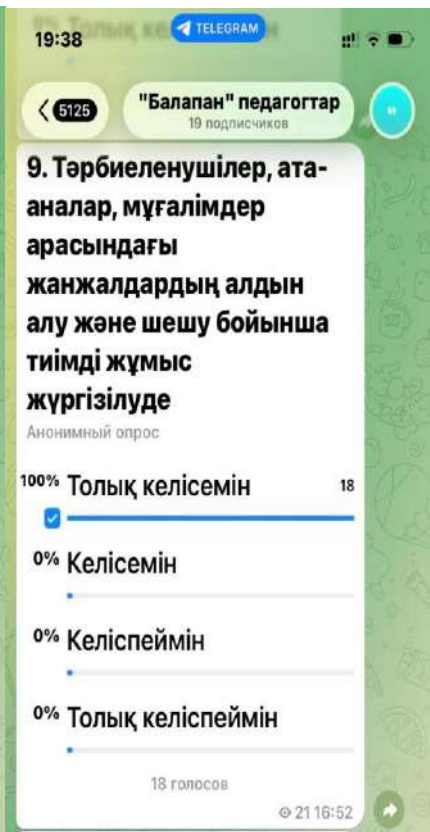 19:38
TELEGRAM
5125
"Балапан" педагогтар
19 подписчиков
9. Тәрбиеленушілер, ата-
аналар, мұғалімдер
арасындағы
жанжалдардың алдын
алу және шешу бойынша
тиімді жұмыс
жүргізілуде
Анонимный опрос
100% Толық келісемін 18
0% Келісемін
0% Келіспеймін
0% Толық келіспеймін
18 голосов
21 16:52